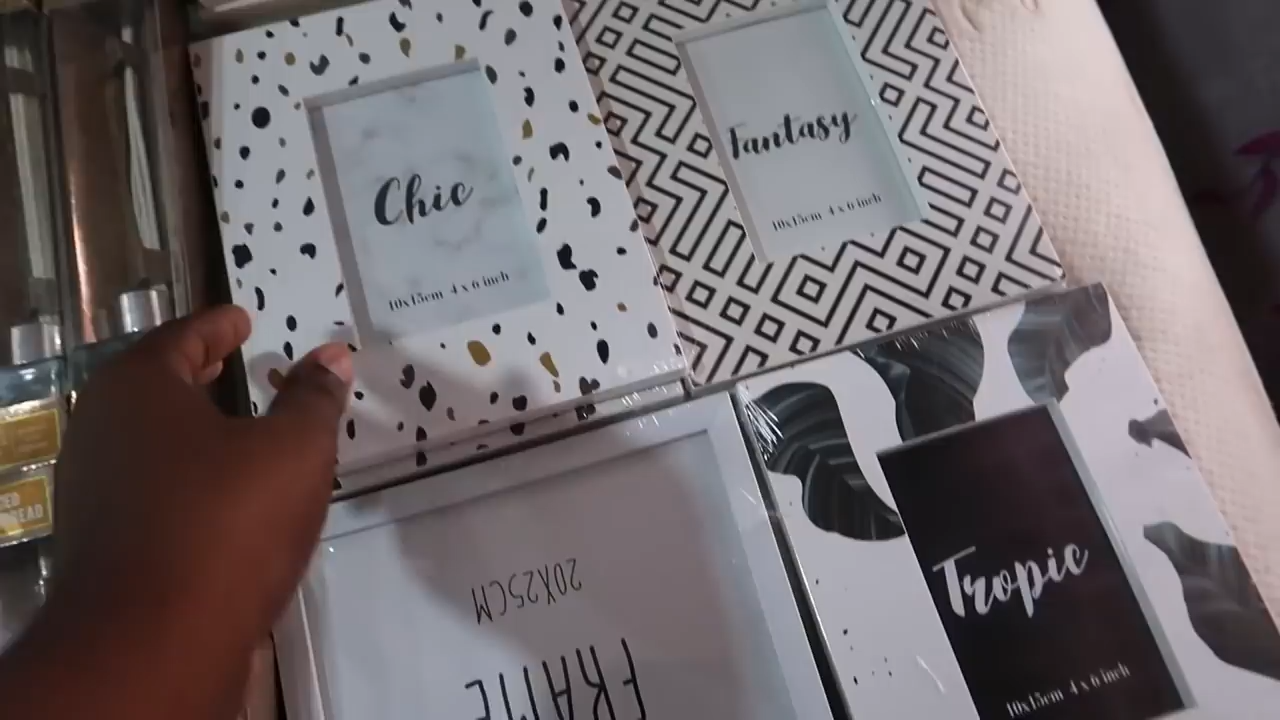 Chic
10x15cm 4 x 6 inch
Fantasy
10x15cm 4 x 6 inch
20X25CM
FRAME
Tropic
10x15cm 4 x 6 inch